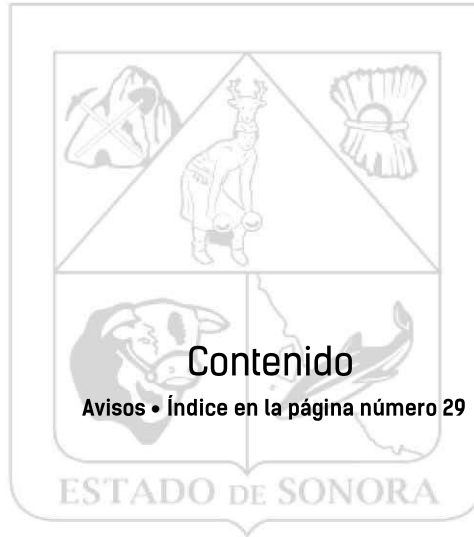 Contenido
Avisos • Índice en la página número 29
ESTADO DE SONORA